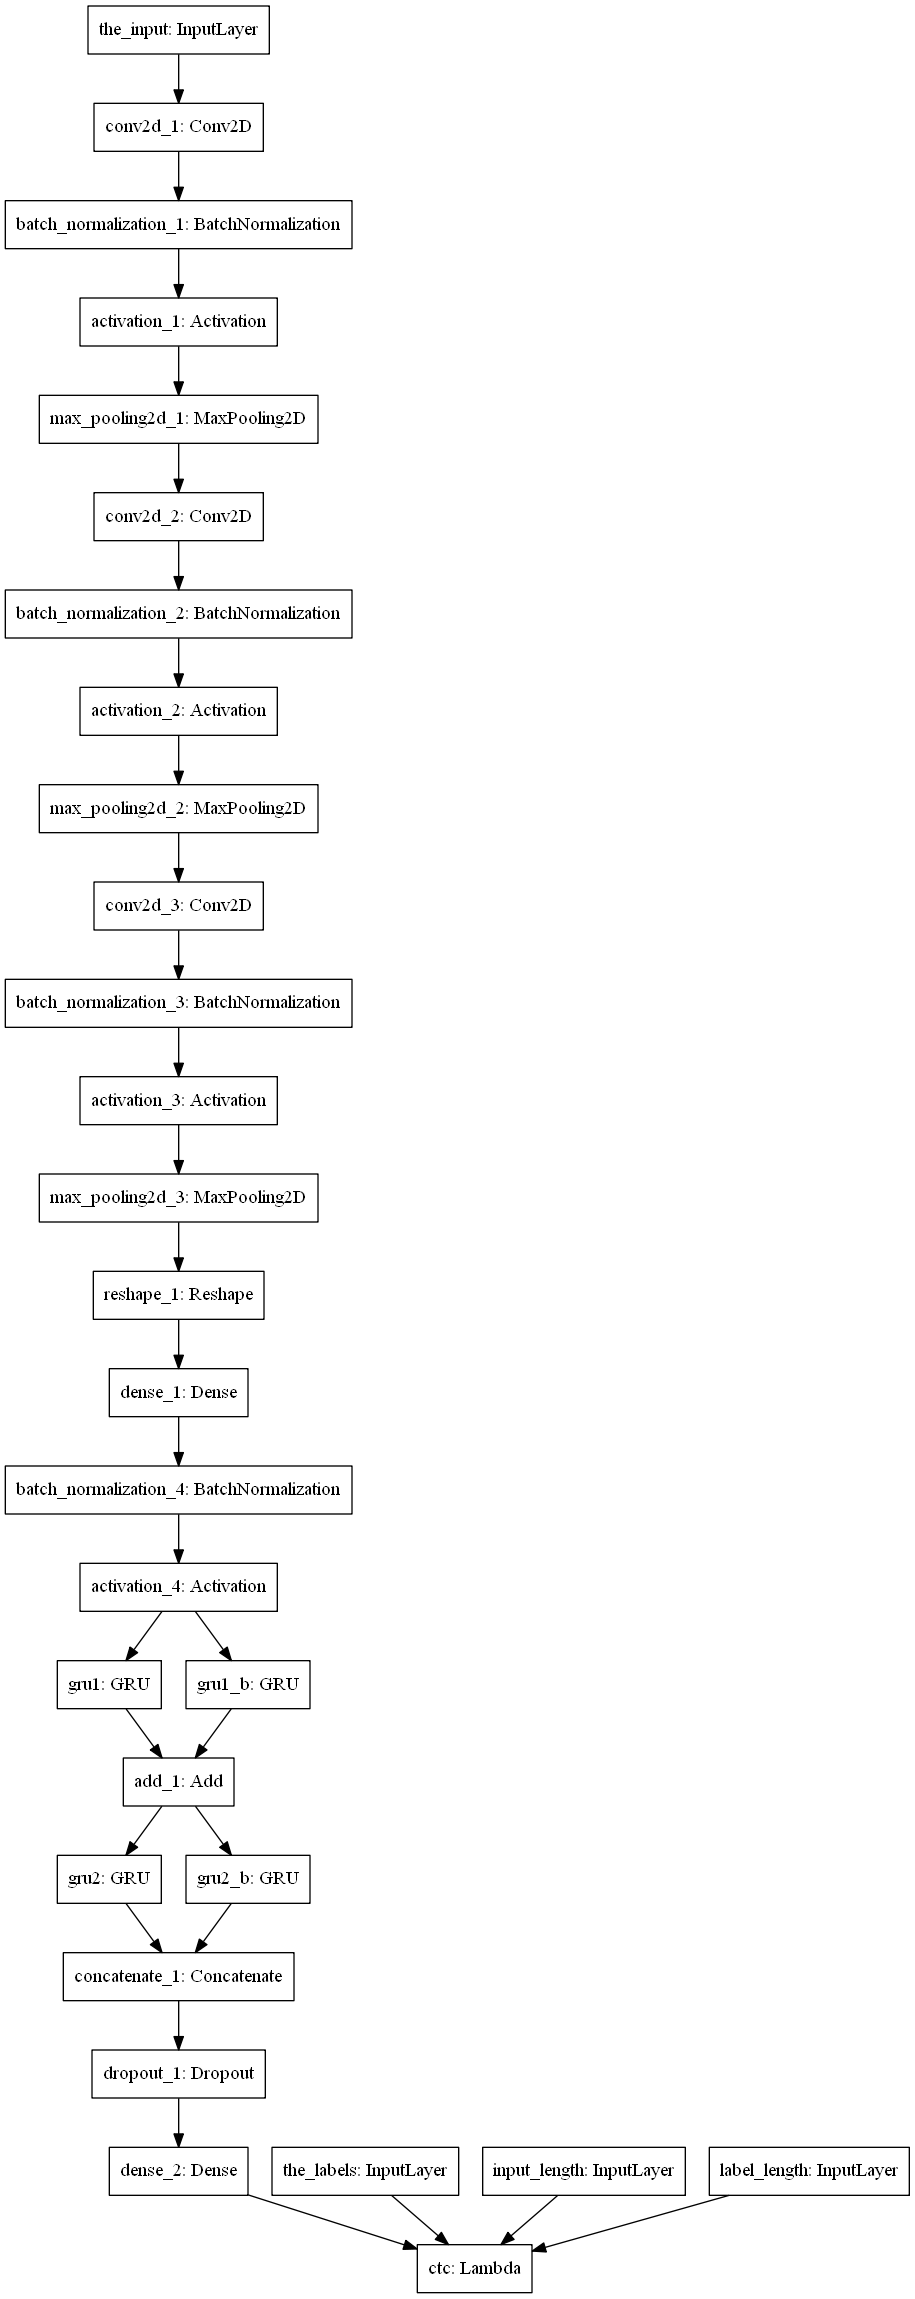 the_input: InputLayer
conv2d_1: Conv2D
batch_normalization_1: BatchNormalization
activation_1: Activation
max_pooling2d_1: MaxPooling2D
conv2d_2: Conv2D
batch_normalization_2: BatchNormalization
activation_2: Activation
max_pooling2d_2: MaxPooling2D
conv2d_3: Conv2D
batch_normalization_3: BatchNormalization
activation_3: Activation
max_pooling2d_3: MaxPooling2D
reshape_1: Reshape
dense_1: Dense
batch_normalization_4: BatchNormalization
activation_4: Activation
gru1: GRU
gru1_b: GRU
add_1: Add
gru2: GRU
gru2_b: GRU
concatenate_1: Concatenate
dropout_1: Dropout
dense_2: Dense
the_labels: InputLayer
input_length: InputLayer
label_length: InputLayer
ctc: Lambda